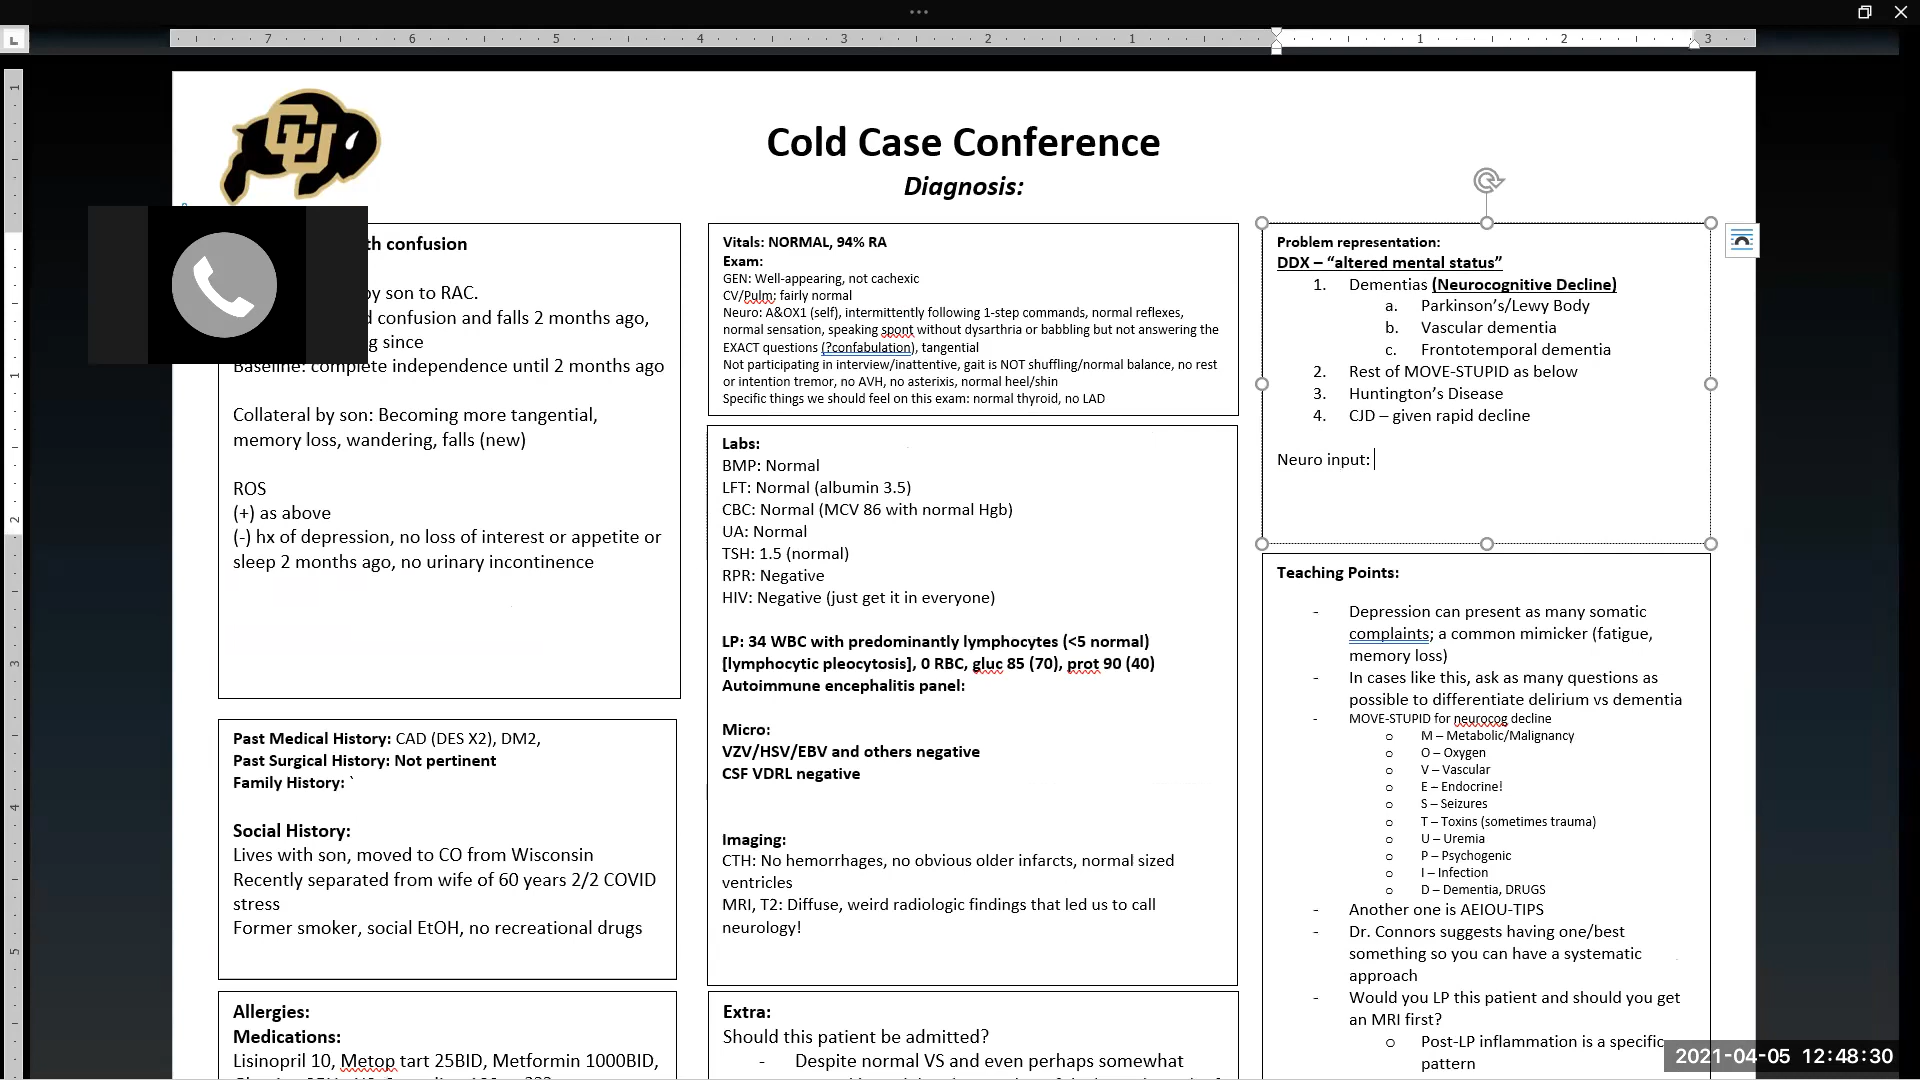 7 6 5 4 3 2 1 1 2 3
CU
Cold Case Conference
Diagnosis:
th confusion
by son to RAC.
d confusion and falls 2 months ago,
g since
Baseline: complete independence until 2 months ago
Collateral by son: Becoming more tangential,
memory loss, wandering, falls (new)
ROS
(+) as above
(-) hx of depression, no loss of interest or appetite or
sleep 2 months ago, no urinary incontinence
Past Medical History: CAD (DES X2), DM2,
Past Surgical History: Not pertinent
Family History: `
Social History:
Lives with son, moved to CO from Wisconsin
Recently separated from wife of 60 years 2/2 COVID
stress
Former smoker, social EtOH, no recreational drugs
Allergies:
Medications:
Lisinopril 10, Metop tart 25BID, Metformin 1000BID,
Vitals: NORMAL, 94% RA
Exam:
GEN: Well-appearing, not cachexic
CV/Pulm: fairly normal
Neuro: A&OX1 (self), intermittently following 1-step commands, normal reflexes,
normal sensation, speaking spont without dysarthria or babbling but not answering the
EXACT questions (?confabulation), tangential
Not participating in interview/inattentive, gait is NOT shuffling/normal balance, no rest
or intention tremor, no AVH, no asterixis, normal heel/shin
Specific things we should feel on this exam: normal thyroid, no LAD
Labs:
BMP: Normal
LFT: Normal (albumin 3.5)
CBC: Normal (MCV 86 with normal Hgb)
UA: Normal
TSH: 1.5 (normal)
RPR: Negative
HIV: Negative (just get it in everyone)
LP: 34 WBC with predominantly lymphocytes (<5 normal)
[lymphocytic pleocytosis], 0 RBC, gluc 85 (70), prot 90 (40)
Autoimmune encephalitis panel:
Micro:
VZV/HSV/EBV and others negative
CSF VDRL negative
Imaging:
CTH: No hemorrhages, no obvious older infarcts, normal sized
ventricles
MRI, T2: Diffuse, weird radiologic findings that led us to call
neurology!
Extra:
Should this patient be admitted?
- Despite normal VS and even perhaps somewhat
Problem representation:
DDX – ”altered mental status”
1. Dementias (Neurocognitive Decline)
a. Parkinson’s/Lewy Body
b. Vascular dementia
c. Frontotemporal dementia
2. Rest of MOVE-STUPID as below
3. Huntington’s Disease
4. CJD – given rapid decline
Neuro input:
Teaching Points:
- Depression can present as many somatic
complaints; a common mimicker (fatigue,
memory loss)
- In cases like this, ask as many questions as
possible to differentiate delirium vs dementia
- MOVE-STUPID for neurocog decline
o M – Metabolic/Malignancy
o O – Oxygen
o V – Vascular
o E – Endocrine!
o S – Seizures
o T – Toxins (sometimes trauma)
o U – Uremia
o P – Psychogenic
o I – Infection
o D – Dementia, DRUGS
- Another one is AEIOU-TIPS
- Dr. Connors suggests having one/best
something so you can have a systematic
approach
- Would you LP this patient and should you get
an MRI first?
o Post-LP inflammation is a specific
pattern
2021-04-05 12:48:30